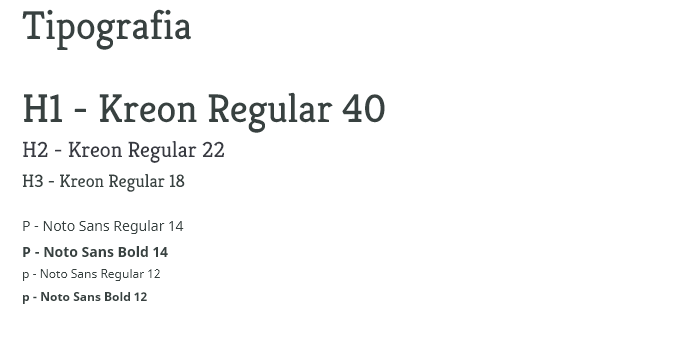 Tipografia
H1 - Kreon Regular 40
H2 - Kreon Regular 22
H3 - Kreon Regular 18
P - Noto Sans Regular 14
P - Noto Sans Bold 14
p - Noto Sans Regular 12
p - Noto Sans Bold 12